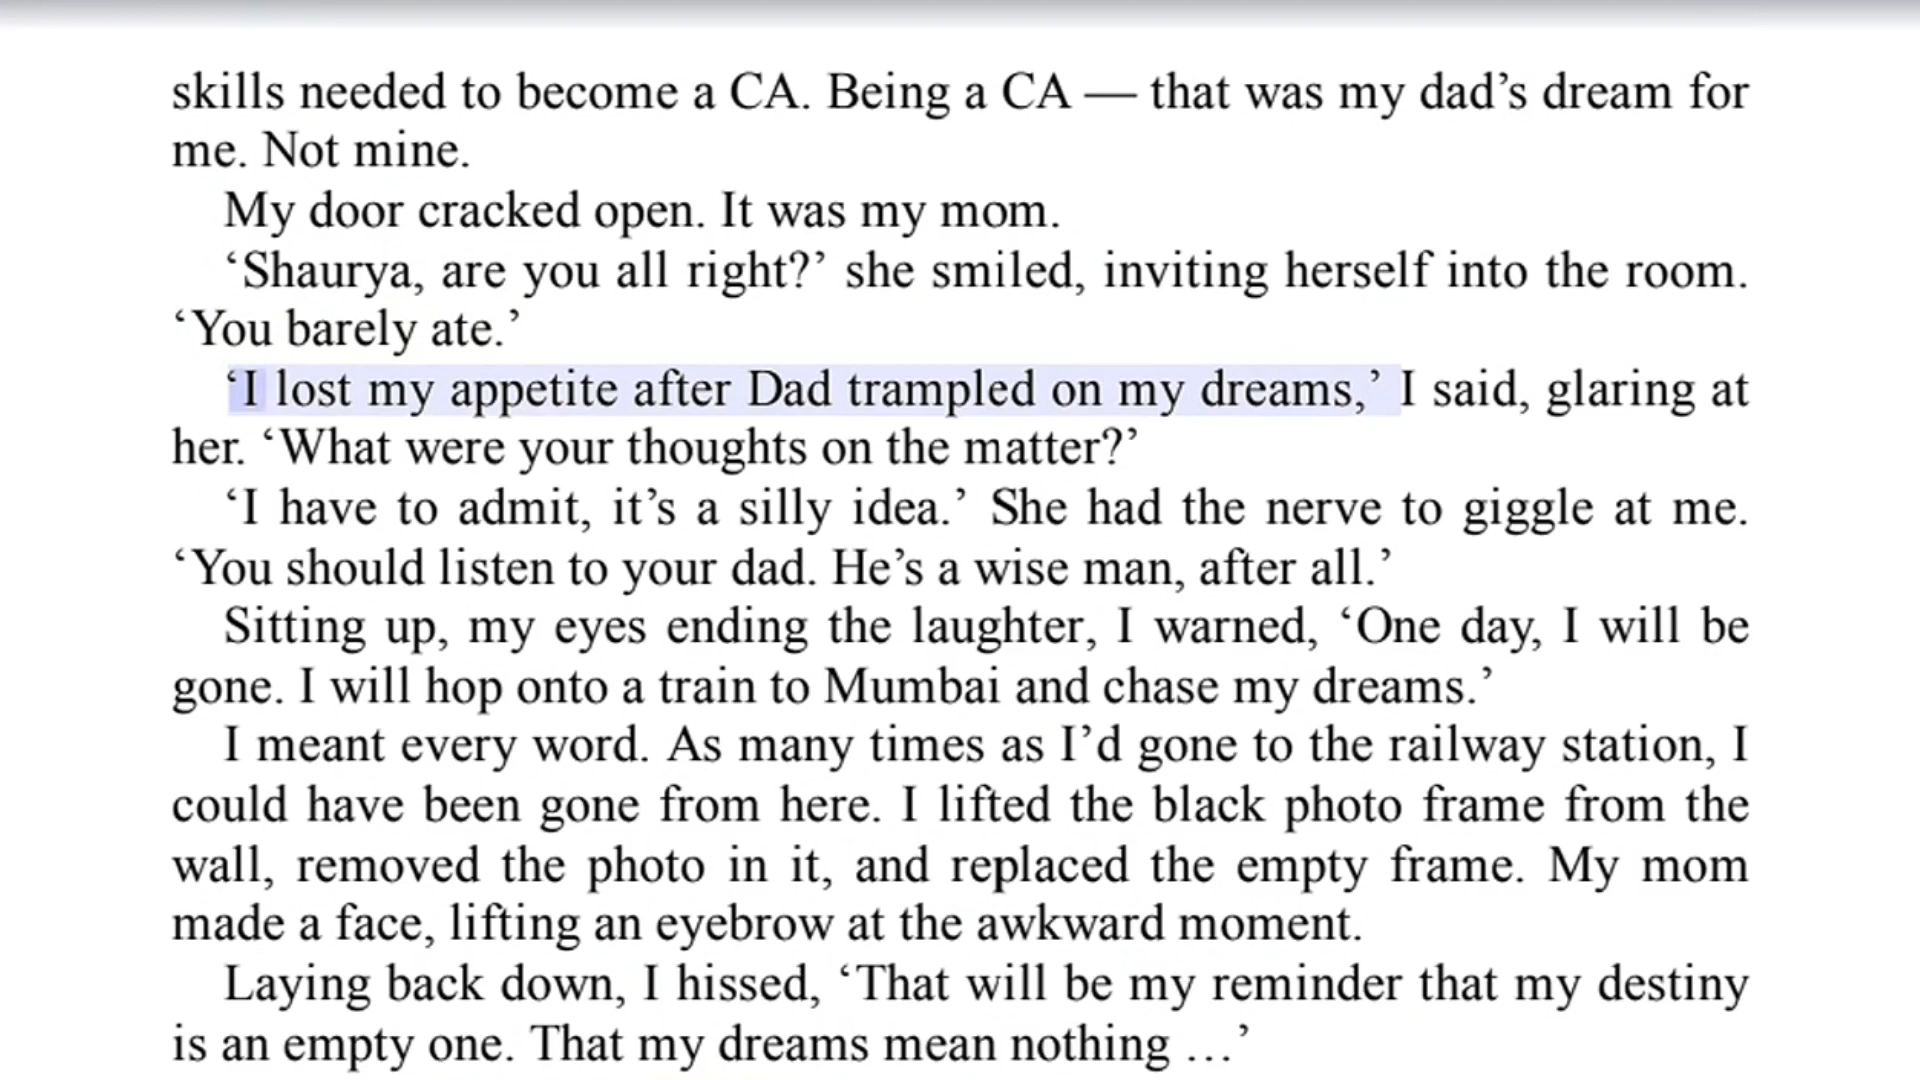 skills needed to become a CA. Being a CA — that was my dad’s dream for
me. Not mine.
My door cracked open. It was my mom.
‘Shaurya, are you all right?’ she smiled, inviting herself into the room.
‘You barely ate.’
‘I lost my appetite after Dad trampled on my dreams,’ I said, glaring at
her. ‘What were your thoughts on the matter?’
‘I have to admit, it’s a silly idea.’ She had the nerve to giggle at me.
‘You should listen to your dad. He’s a wise man, after all.’
Sitting up, my eyes ending the laughter, I warned, ‘One day, I will be
gone. I will hop onto a train to Mumbai and chase my dreams.’
I meant every word. As many times as I’d gone to the railway station, I
could have been gone from here. I lifted the black photo frame from the
wall, removed the photo in it, and replaced the empty frame. My mom
made a face, lifting an eyebrow at the awkward moment.
Laying back down, I hissed, ‘That will be my reminder that my destiny
is an empty one. That my dreams mean nothing …’